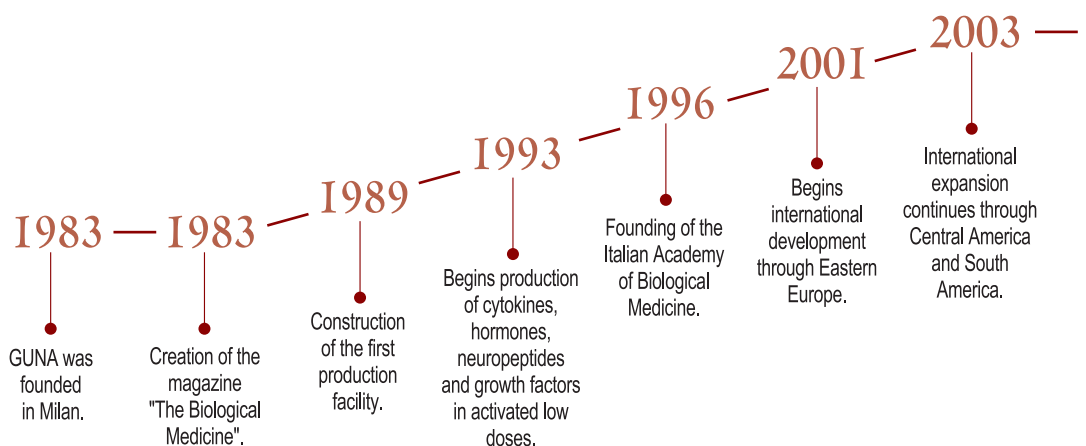 1983
GUNA was
founded
in Milan.
1983
Creation of the
magazine
"The Biological
Medicine".
1989
Construction
of the first
production
facility.
1993
Begins production
of cytokines,
hormones,
neuropeptides
and growth factors
in activated low
doses.
1996
Founding of the
Italian Academy
of Biological
Medicine.
2001
Begins
international
development
through Eastern
Europe.
2003
International
expansion
continues through
Central America
and South
America.